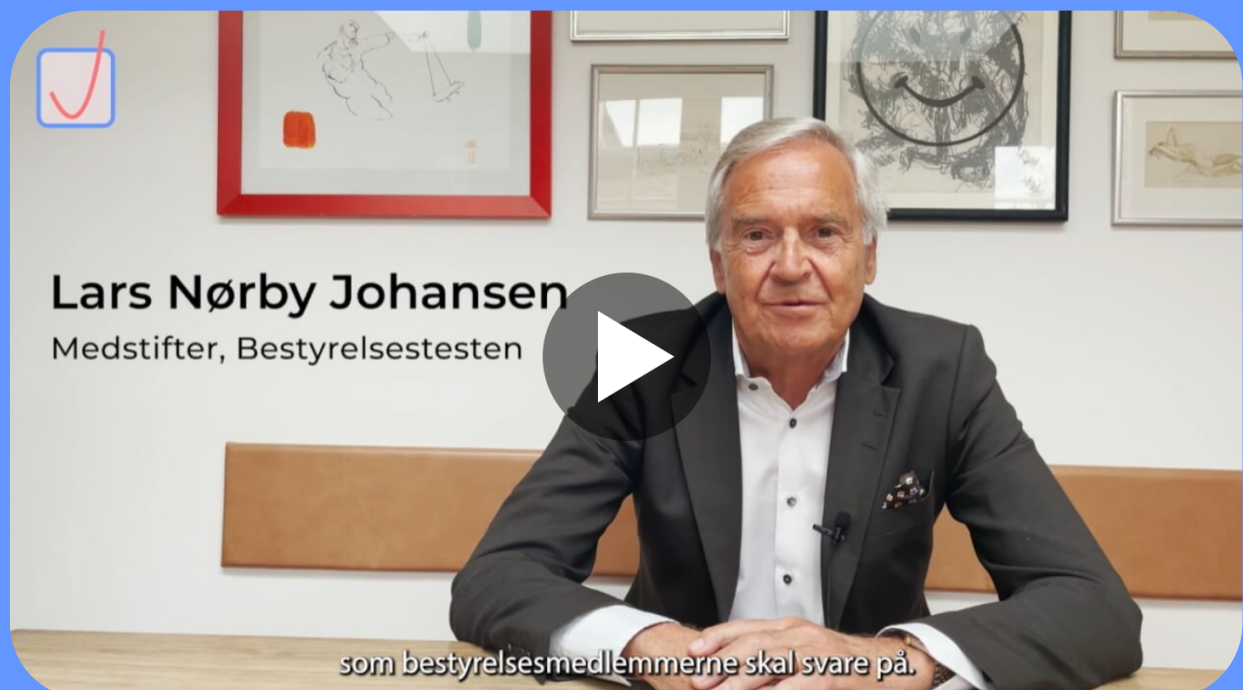 Lars Nørby Johansen
Medstifter, Bestyrelsestesten
som bestyrelsesmedlemmerne skal svare på.